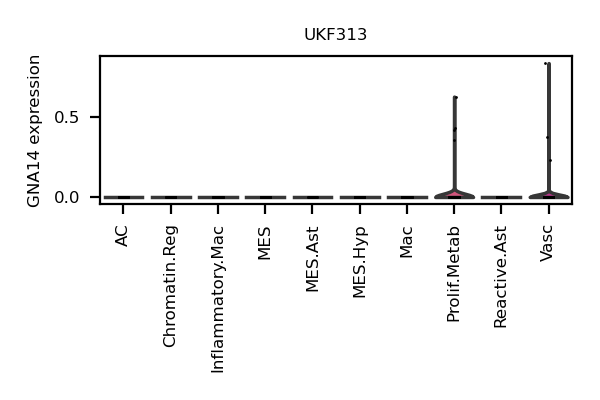 UKF313
GNA14 expression
0.5
0.0
AC
Chromatin.Reg
Inflammatory.Mac
MES
MES.Ast
MES.Hyp
Mac
Prolif.Metab
Reactive.Ast
Vasc